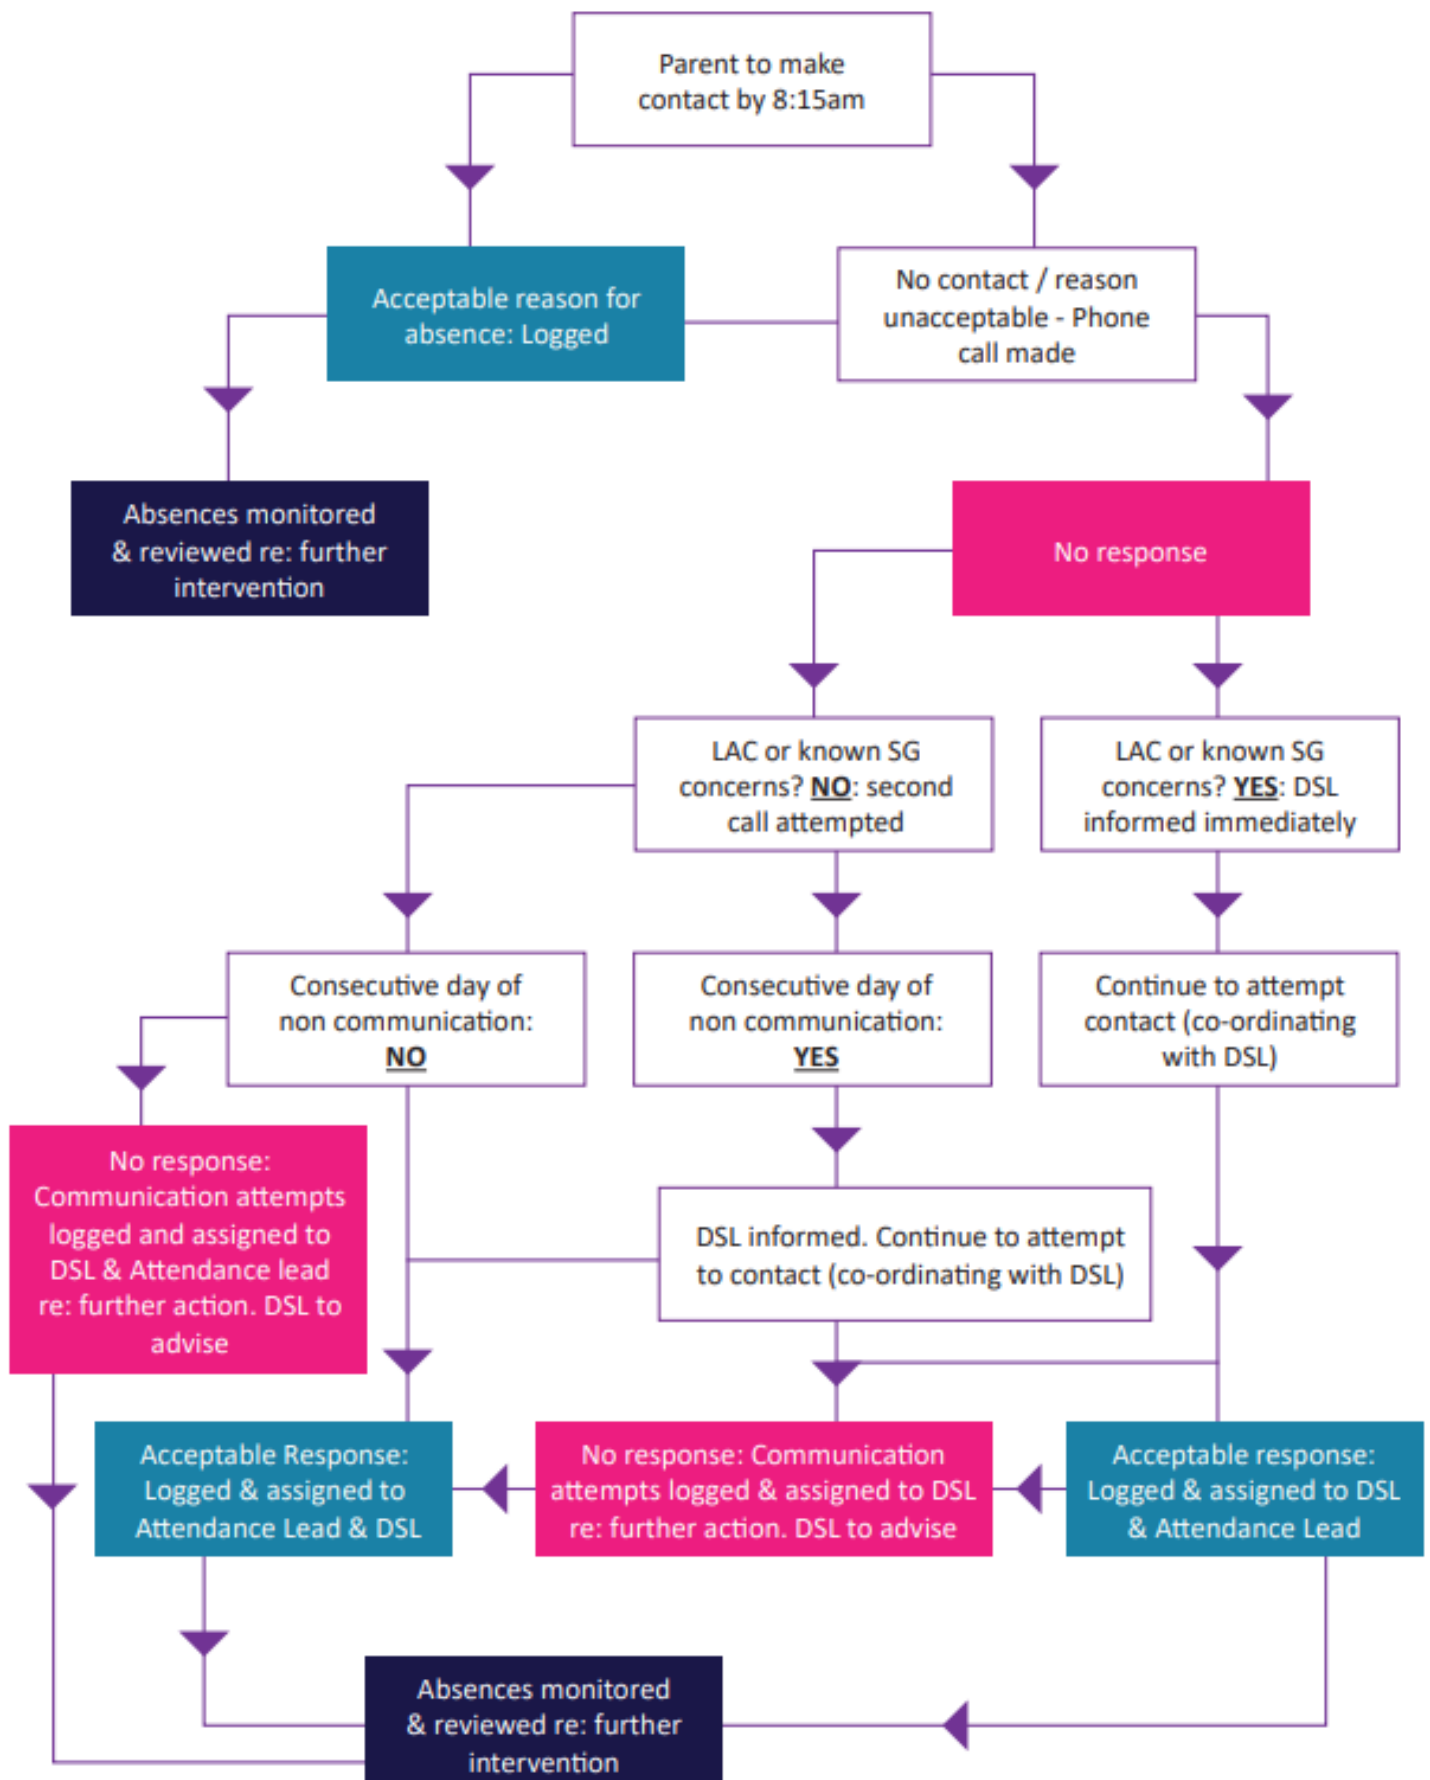 Parent to make
contact by 8:15am
Acceptable reason for
absence: Logged
No contact / reason
unacceptable - Phone
call made
Absences monitored
& reviewed re: further
intervention
No response
LAC or known SG
concerns? NO: second
call attempted
LAC or known SG
concerns? YES: DSL
informed immediately
Consecutive day of
non communication:
NO
Consecutive day of
non communication:
YES
Continue to attempt
contact (co-ordinating
with DSL)
No response:
Communication attempts
logged and assigned to
DSL & Attendance lead
re: further action. DSL to
advise
DSL informed. Continue to attempt
to contact (co-ordinating with DSL)
Acceptable Response:
Logged & assigned to
Attendance Lead & DSL
No response: Communication
attempts logged & assigned to DSL
re: further action. DSL to advise
Acceptable response:
Logged & assigned to DSL
& Attendance Lead
Absences monitored
& reviewed re: further
intervention